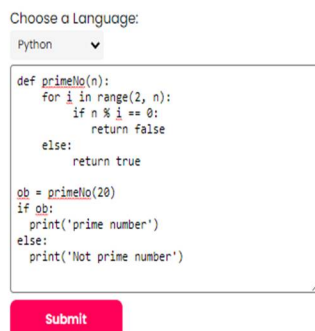 Choose a Language:
Python
def primeNo(n):
    for i in range(2, n):
        if n % i == 0:
           return false
    else:
        return true

ob = primeNo(20)
if ob:
  print('prime number')
else:
  print('Not prime number')
Submit